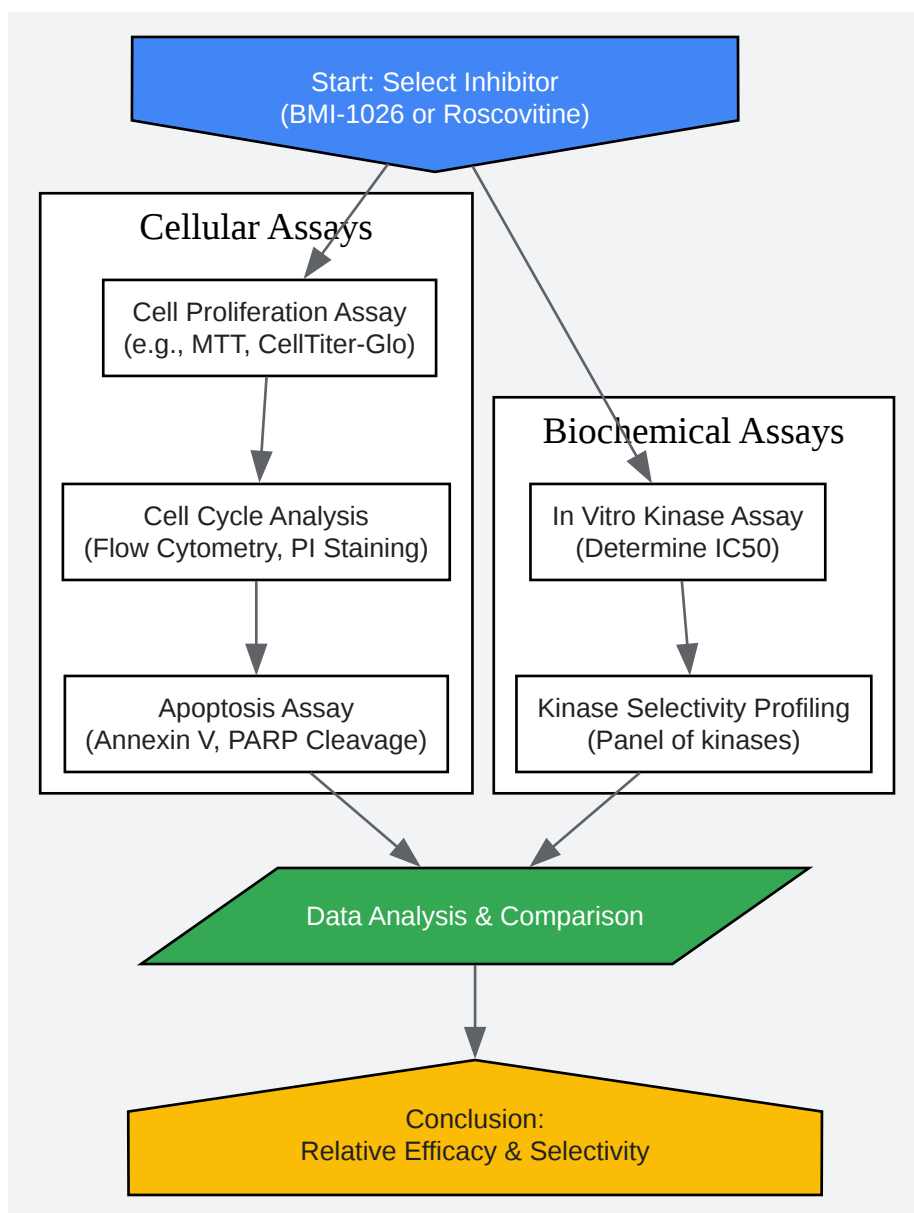 Start: Select Inhibitor
(BMI-1026 or Roscovitine)
Cellular Assays
Cell Proliferation Assay
(e.g., MTT, CellTiter-Glo)
Cell Cycle Analysis
(Flow Cytometry, PI Staining)
Apoptosis Assay
(Annexin V, PARP Cleavage)
Biochemical Assays
In Vitro Kinase Assay
(Determine IC50)
Kinase Selectivity Profiling
(Panel of kinases)
Data Analysis & Comparison
Conclusion:
Relative Efficacy & Selectivity